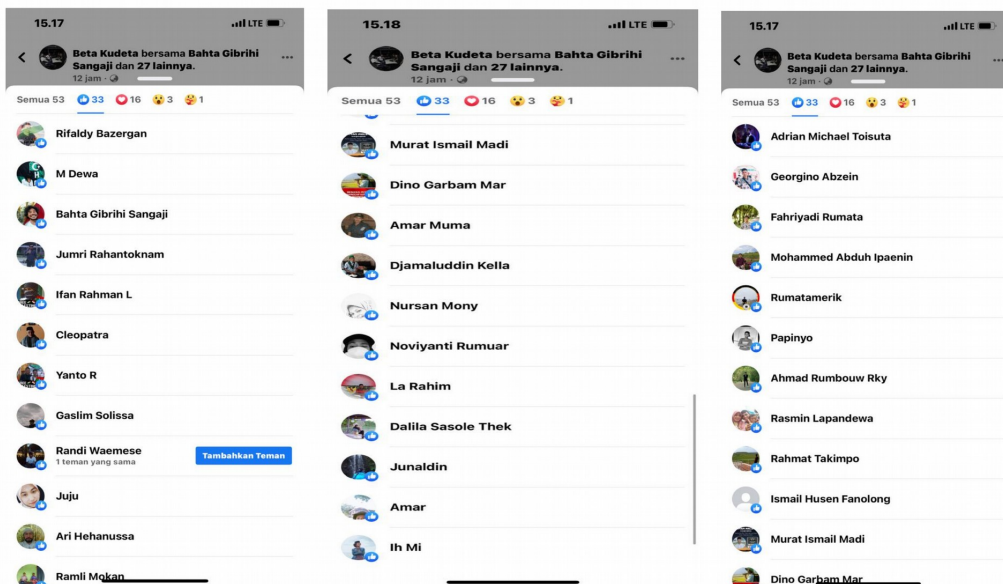 15.17
LTE
Beta Kudeta bersama Bahta Gibrihi
Sangaji dan 27 lainnya.
12 jam
Semua 53 33 16 3 1
Rifaldy Bazergan
M Dewa
Bahta Gibrihi Sangaji
Jumri Rahantoknam
Ifan Rahman L
Cleopatra
Yanto R
Gaslim Solissa
Randi Waemese
1 teman yang sama
Tambahkan Teman
Juju
Ari Hehanussa
Ramli Mokan
15.18
LTE
Beta Kudeta bersama Bahta Gibrihi
Sangaji dan 27 lainnya.
12 jam
Semua 53 33 16 3 1
Murat Ismail Madi
Dino Garbam Mar
Amar Muma
Djamaluddin Kella
Nursan Mony
Noviyanti Rumuar
La Rahim
Dalila Sasole Thek
Junaldin
Amar
Ih Mi
15.17
LTE
Beta Kudeta bersama Bahta Gibrihi
Sangaji dan 27 lainnya.
12 jam
Semua 53 33 16 3 1
Adrian Michael Toisuta
Georgino Abzein
Fahriyadi Rumata
Mohammed Abduh Ipaenin
Rumatamerik
Papinyo
Ahmad Rumbouw Rky
Rasmin Lapandewa
Rahmat Takimpo
Ismail Husen Fanolong
Murat Ismail Madi
Dino Garbam Mar